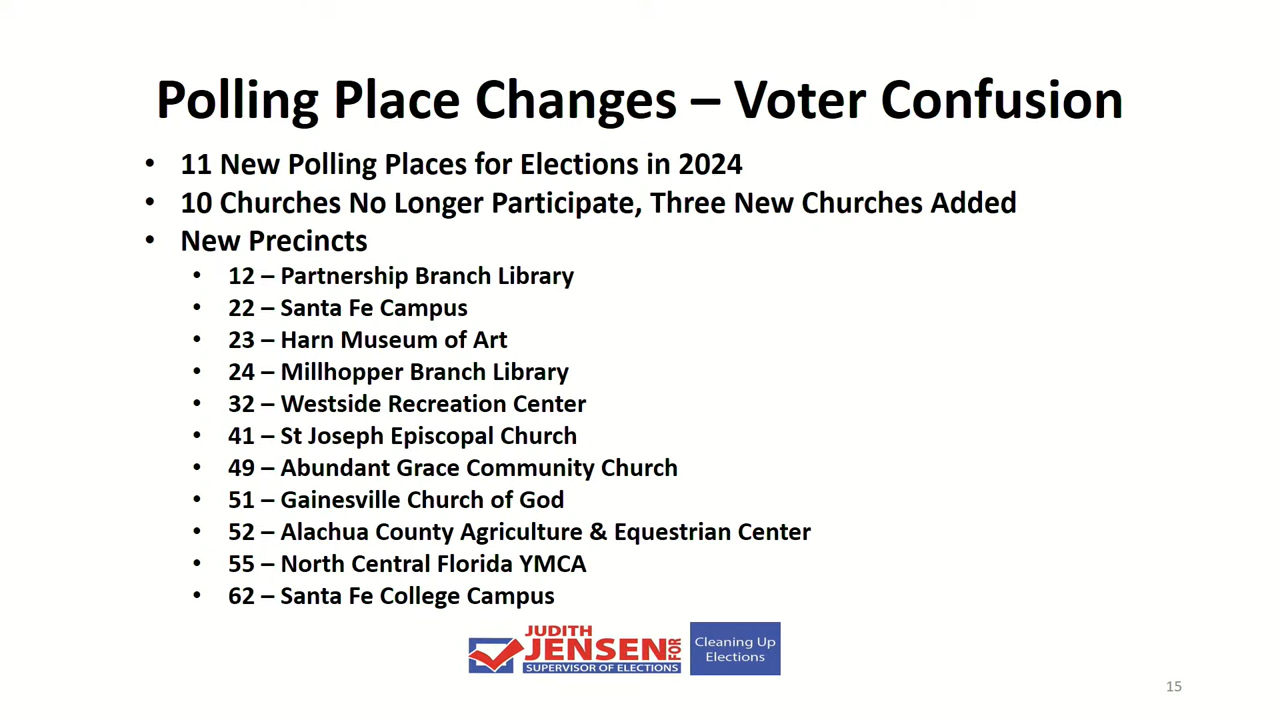 Polling Place Changes – Voter Confusion
• 11 New Polling Places for Elections in 2024
• 10 Churches No Longer Participate, Three New Churches Added
• New Precincts
• 12 – Partnership Branch Library
• 22 – Santa Fe Campus
• 23 – Harn Museum of Art
• 24 – Millhopper Branch Library
• 32 – Westside Recreation Center
• 41 – St Joseph Episcopal Church
• 49 – Abundant Grace Community Church
• 51 – Gainesville Church of God
• 52 – Alachua County Agriculture & Equestrian Center
• 55 – North Central Florida YMCA
• 62 – Santa Fe College Campus
JUDITH
JENSEN FOR
SUPERVISOR OF ELECTIONS
Cleaning Up
Elections
15